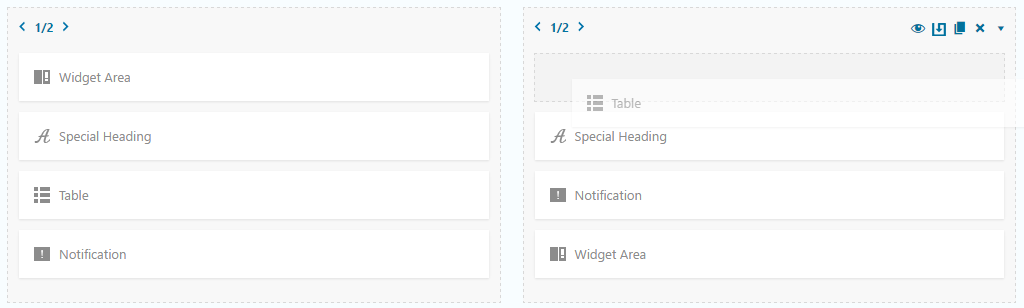 1/2
Widget Area
Special Heading
Table
Notification
1/2
Table
Special Heading
Notification
Widget Area